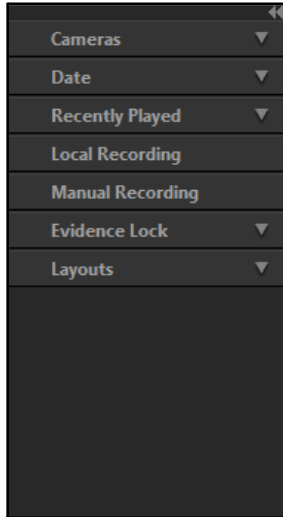 Cameras
Date
Recently Played
Local Recording
Manual Recording
Evidence Lock
Layouts